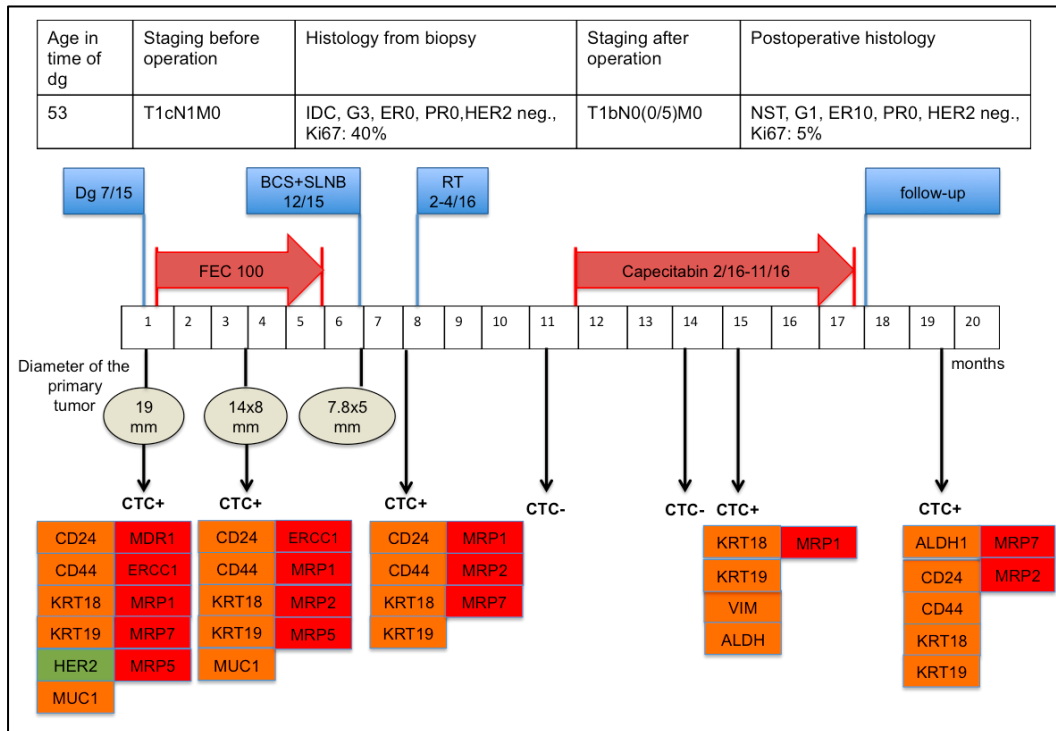 Age in time of dg
Staging before operation
Histology from biopsy
Staging after operation
Postoperative histology
53
T1cN1M0
IDC, G3, ER0, PR0,HER2 neg.,
Ki67: 40%
T1bN0(0/5)M0
NST, G1, ER10, PR0, HER2 neg.,
Ki67: 5%
Dg 7/15
BCS+SLNB
12/15
RT
2-4/16
follow-up
FEC 100
Capecitabin 2/16-11/16
1 2 3 4 5 6 7 8 9 10 11 12 13 14 15 16 17 18 19 20
months
Diameter of the
primary
tumor
19
mm
14x8
mm
7.8x5
mm
CTC+
CD24 MDR1
CD44 ERCC1
KRT18 MRP1
KRT19 MRP7
HER2 MRP5
MUC1
CTC+
CD24 ERCC1
CD44 MRP1
KRT18 MRP2
KRT19 MRP5
MUC1
CTC+
CD24 MRP1
CD44 MRP2
KRT18 MRP7
KRT19
CTC-
CTC-
CTC+
KRT18 MRP1
KRT19
VIM
ALDH
CTC+
ALDH1 MRP7
CD24 MRP2
CD44
KRT18
KRT19